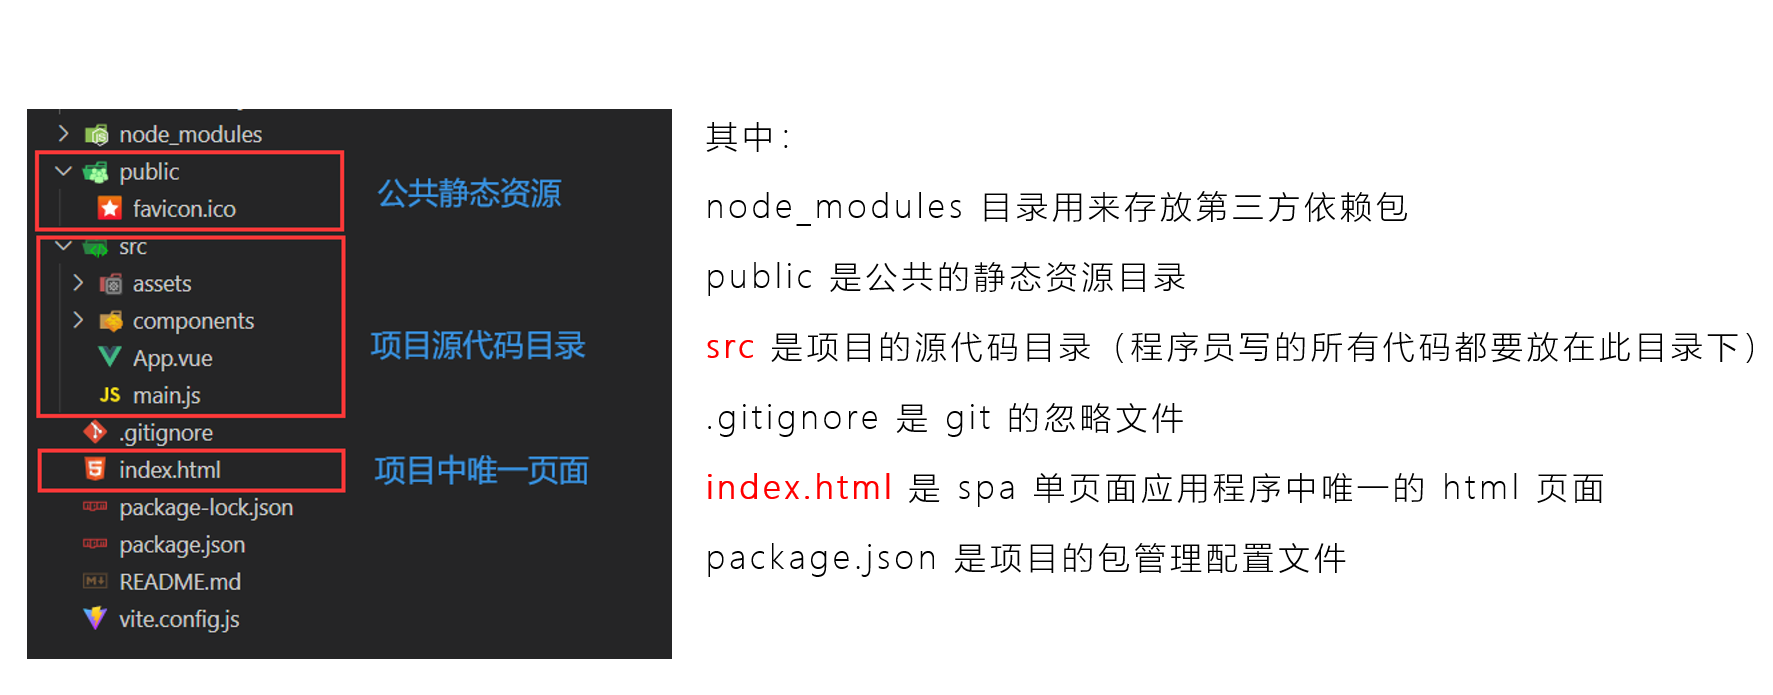 node_modules
public
favicon.ico
公共静态资源
src
assets
components
App.vue
JS main.js
项目源代码目录
.gitignore
index.html
项目中唯一页面
package-lock.json
package.json
README.md
vite.config.js
其中:
node_modules 目录用来存放第三方依赖包
public 是公共的静态资源目录
src 是项目的源代码目录（程序员写的所有代码都要放在此目录下）
.gitignore 是 git 的忽略文件
index.html 是 spa 单页面应用程序中唯一的 html 页面
package.json 是项目的包管理配置文件